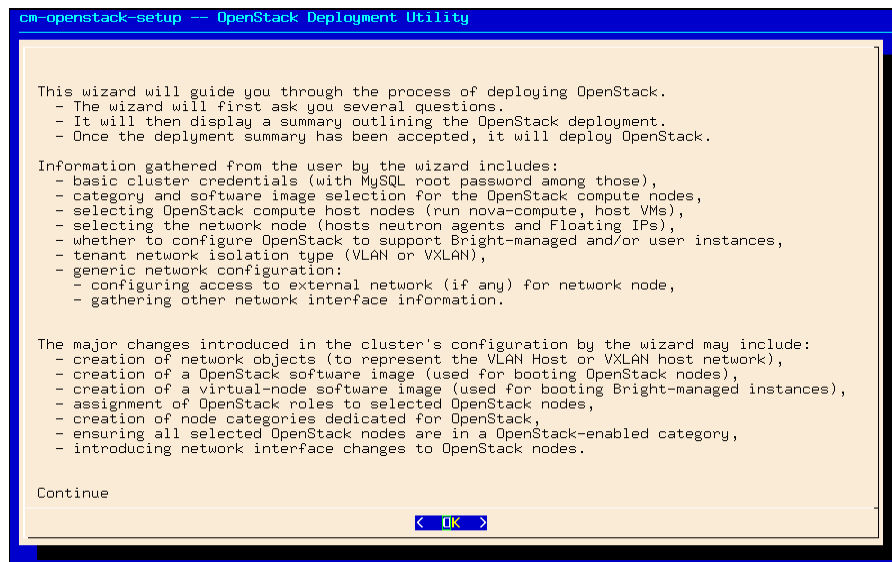 cm-openstack-setup -- OpenStack Deployment Utility
This wizard will guide you through the process of deploying OpenStack.
- The wizard will first ask you several questions.
- It will then display a summary outlining the OpenStack deployment.
- Once the deplyment summary has been accepted, it will deploy OpenStack.
Information gathered from the user by the wizard includes:
- basic cluster credentials (with MySQL root password among those),
- category and software image selection for the OpenStack compute nodes,
- selecting OpenStack compute host nodes (run nova-compute, host VMs),
- selecting the network node (hosts neutron agents and Floating IPs),
- whether to configure OpenStack to support Bright-managed and/or user instances,
- tenant network isolation type (VLAN or VXLAN),
- generic network configuration:
- configuring access to external network (if any) for network node,
- gathering other network interface information.
The major changes introduced in the cluster's configuration by the wizard may include:
- creation of network objects (to represent the VLAN Host or VXLAN host network),
- creation of a OpenStack software image (used for booting OpenStack nodes),
- creation of a virtual-node software image (used for booting Bright-managed instances),
- assignment of OpenStack roles to selected OpenStack nodes,
- creation of node categories dedicated for OpenStack,
- ensuring all selected OpenStack nodes are in a OpenStack-enabled category,
- introducing network interface changes to OpenStack nodes.
Continue
< OK >